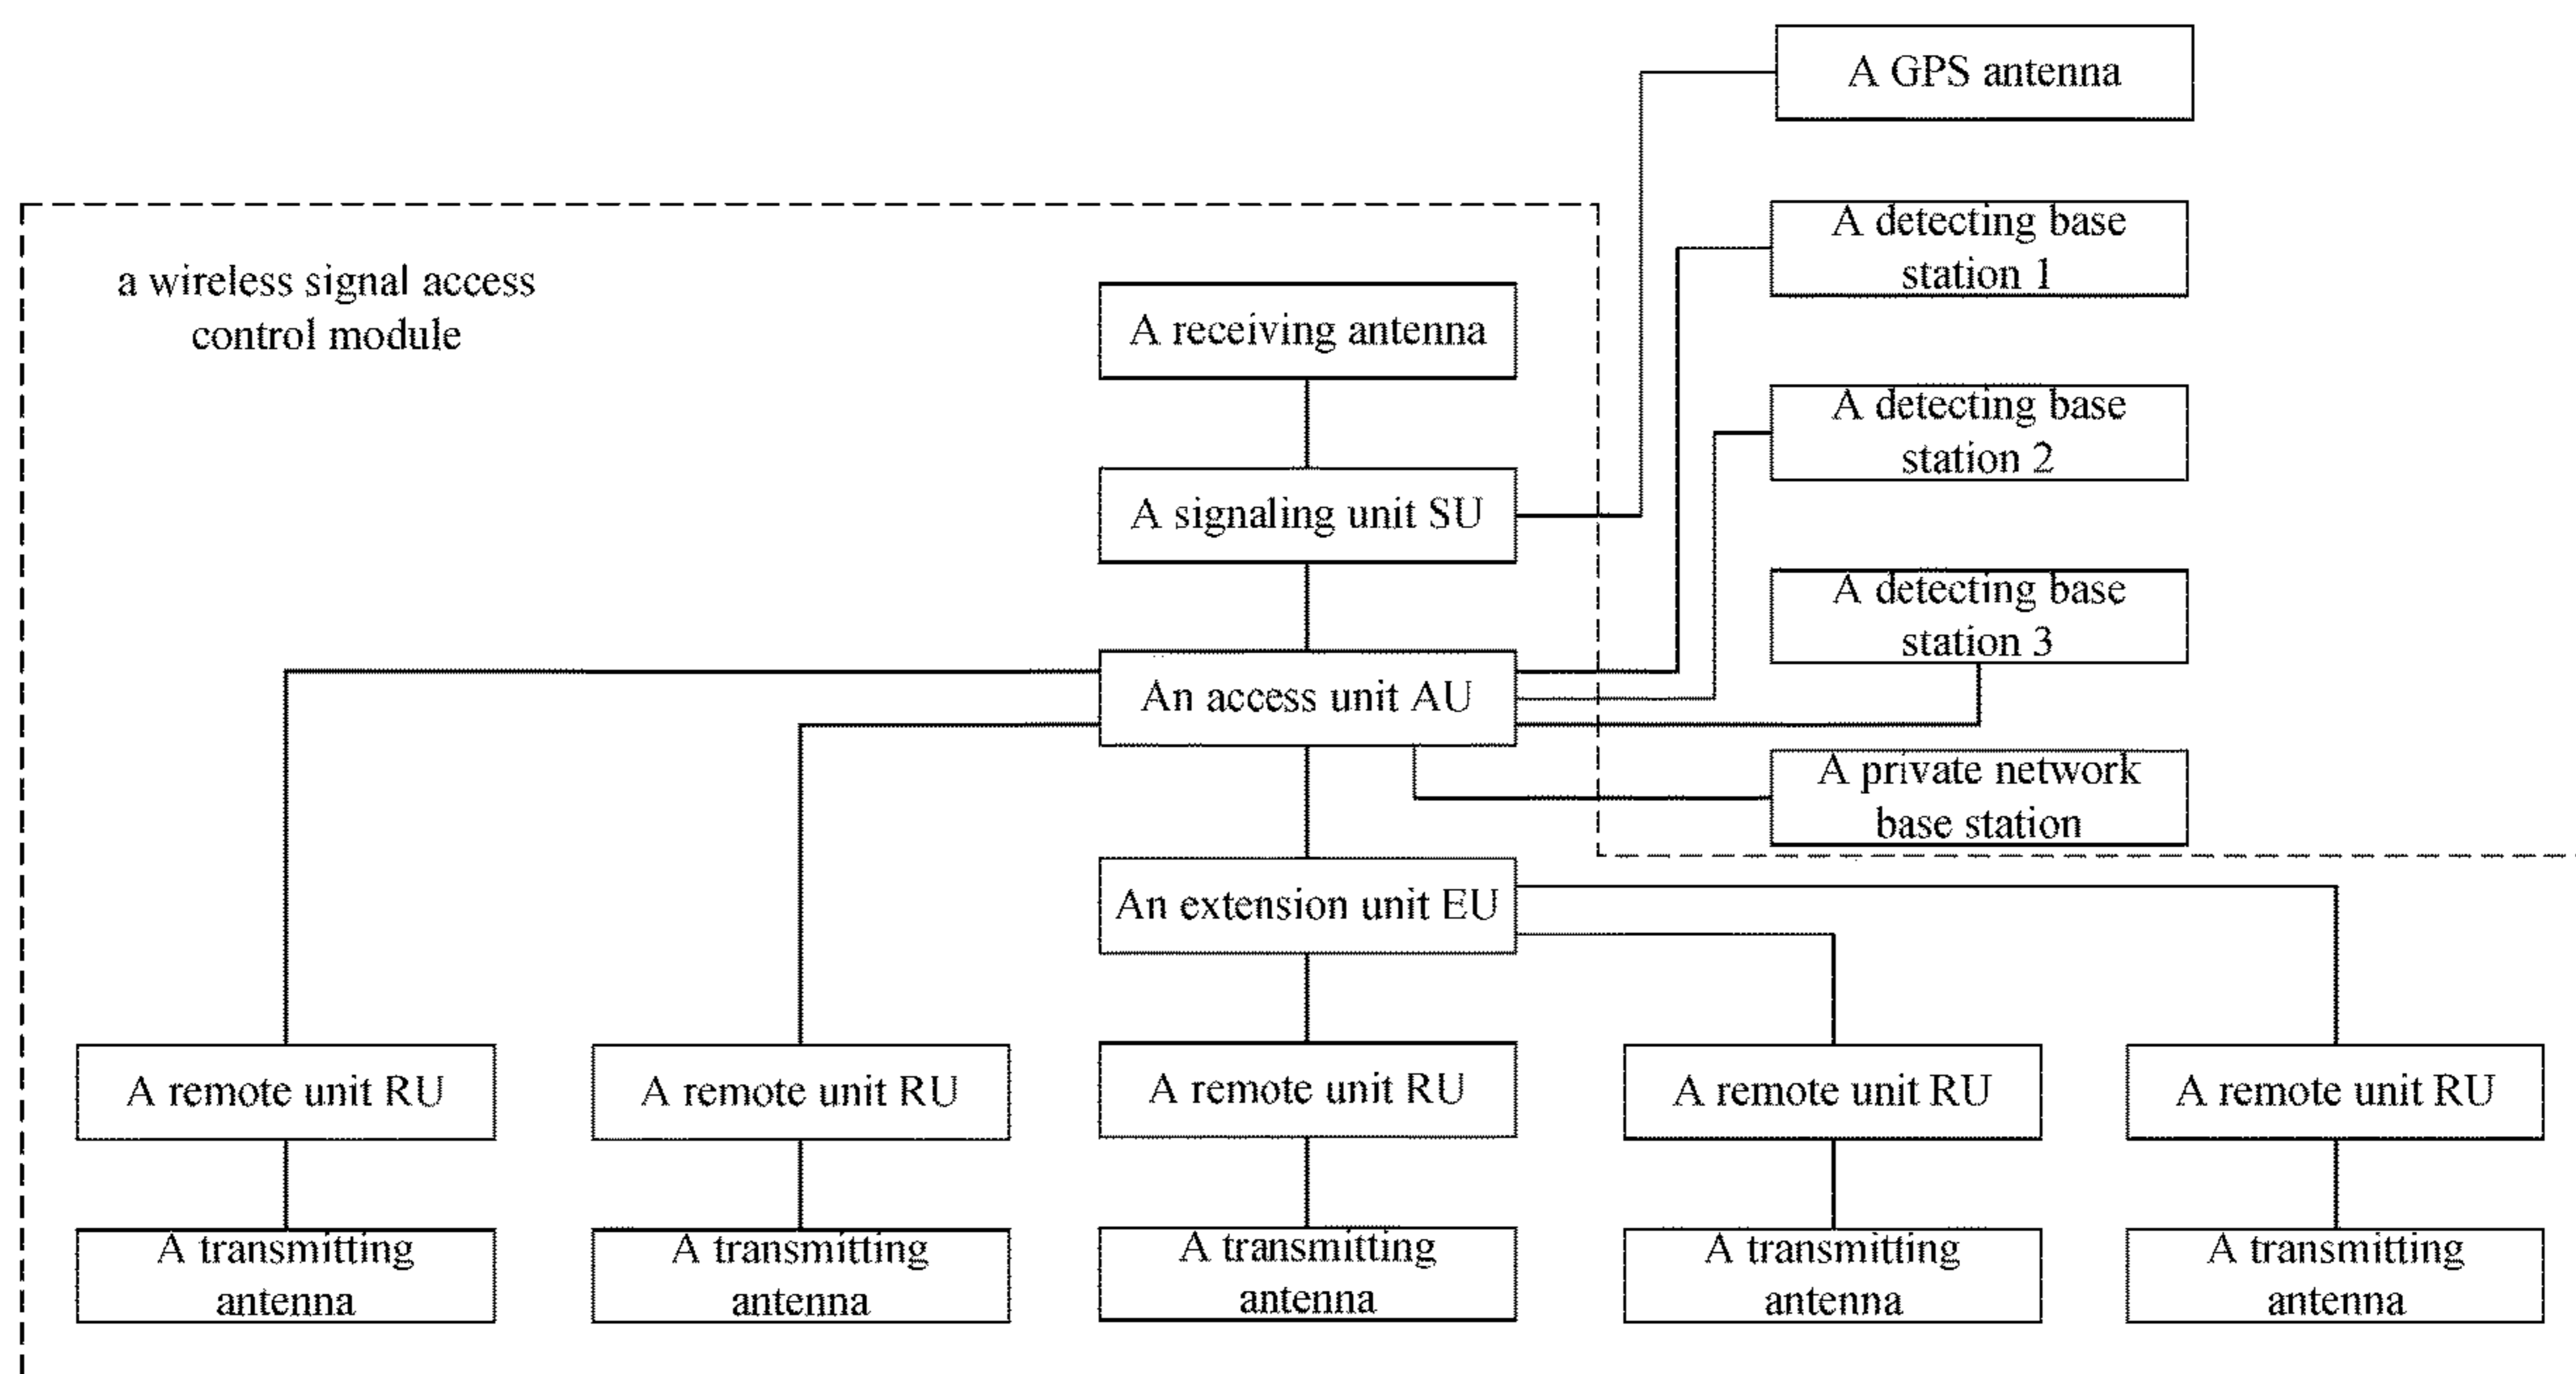 A GPS antenna
A detecting base
station 1
a wireless signal access
control module
A receiving antenna
A detecting base
station 2
A signaling unit SU
A detecting base
station 3
An access unit AU
A private network
base station
An extension unit EU
A remote unit RU
A remote unit RU
A remote unit RU
A remote unit RU
A remote unit RU
A transmitting
antenna
A transmitting
antenna
A transmitting
antenna
A transmitting
antenna
A transmitting
antenna